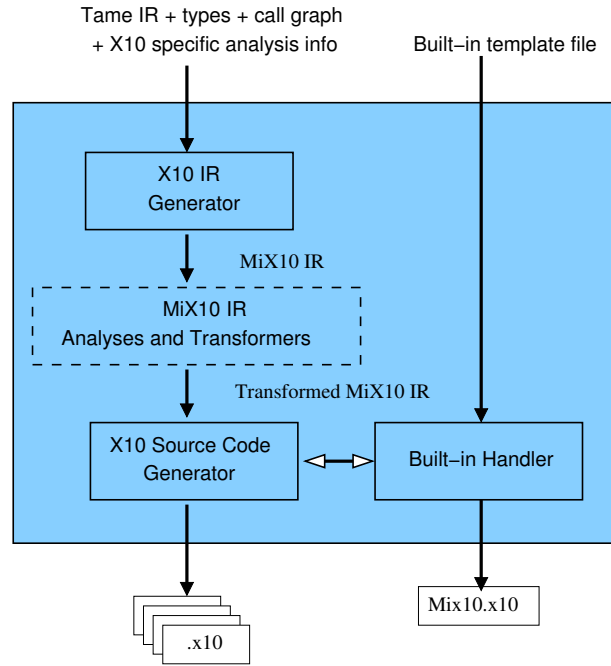 Tame IR + types + call graph
+ X10 specific analysis info
Built−in template file
X10 IR
Generator
MiX10 IR
MiX10 IR
Analyses and Transformers
Transformed MiX10 IR
X10 Source Code
Generator
Built−in Handler
.x10
Mix10.x10